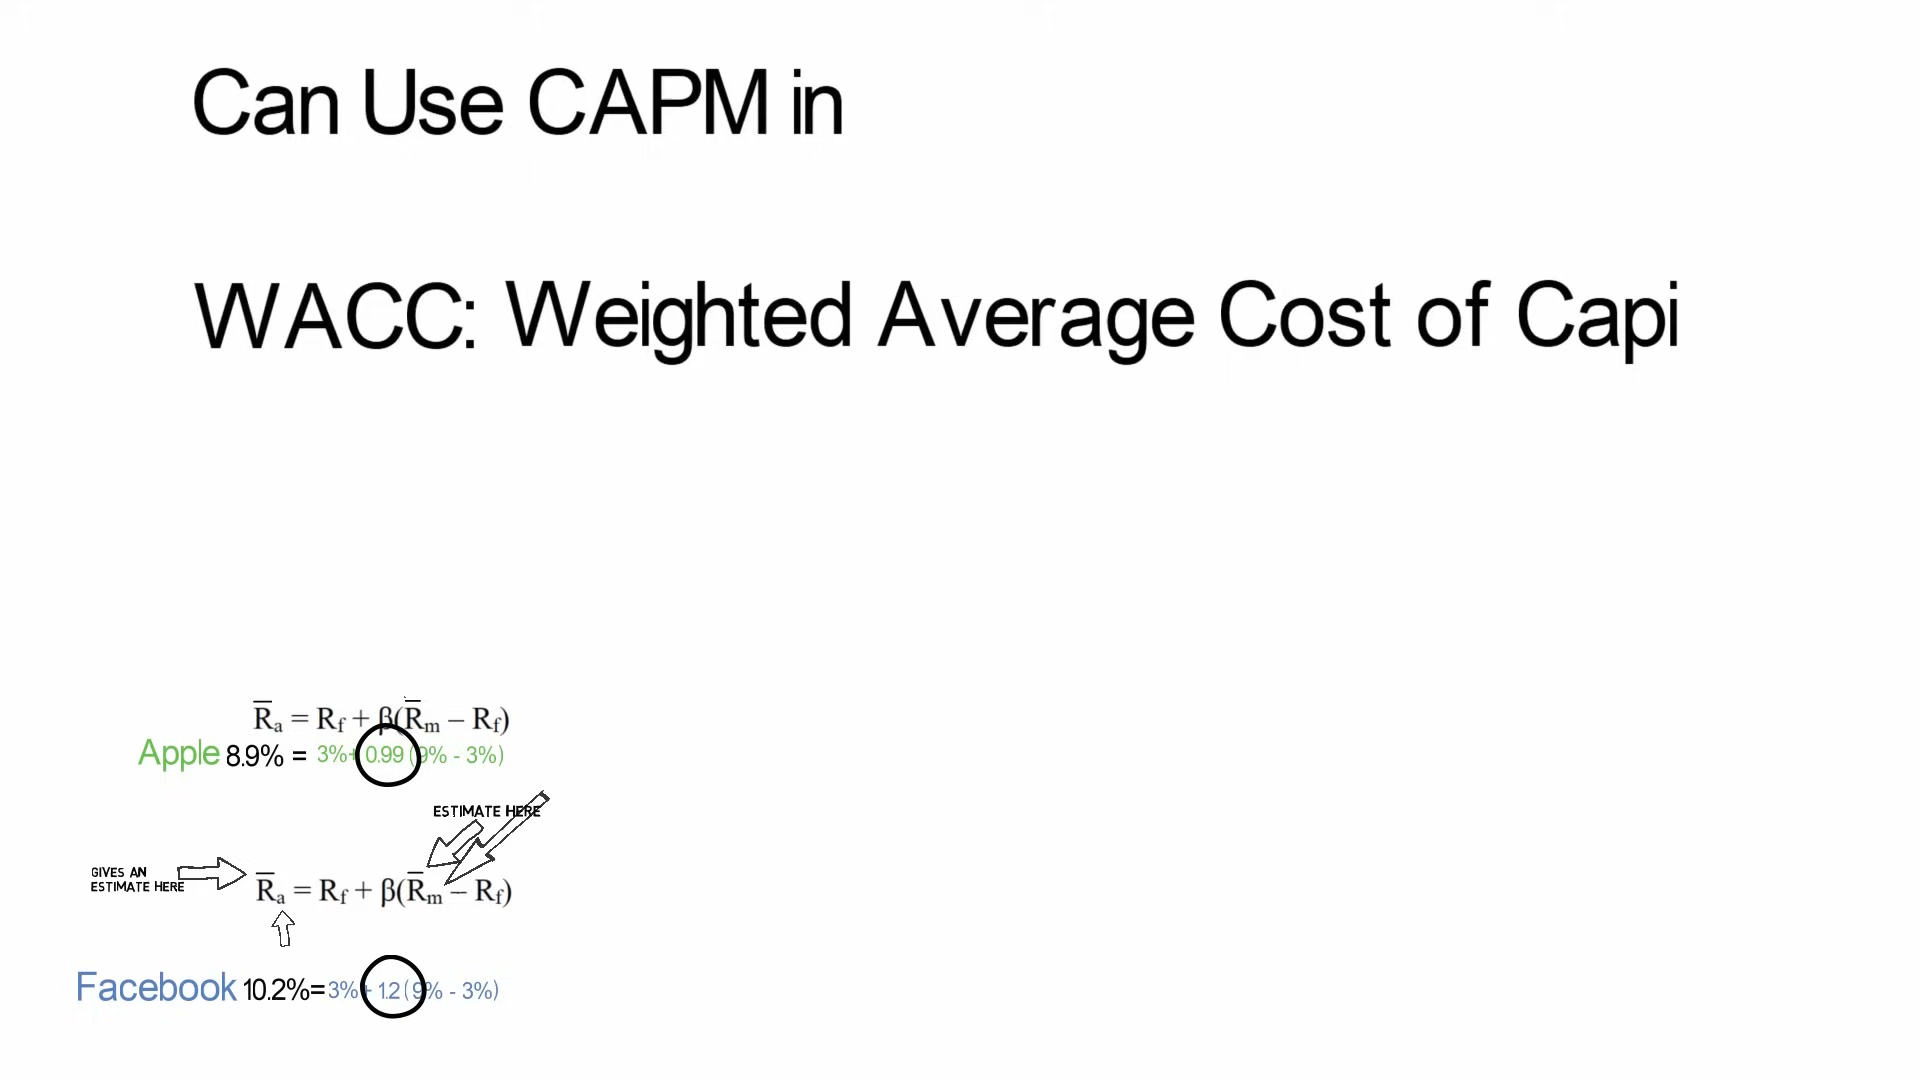 Can Use CAPM in
WACC: Weighted Average Cost of Capi
R̅a = Rf + β(R̅m – Rf)
Apple 8.9% = 3%+ 0.99 (9% - 3%)
ESTIMATE HERE
GIVES AN
ESTIMATE HERE
R̅a = Rf + β(R̅m – Rf)
Facebook 10.2%=3%+ 1.2 (9% - 3%)